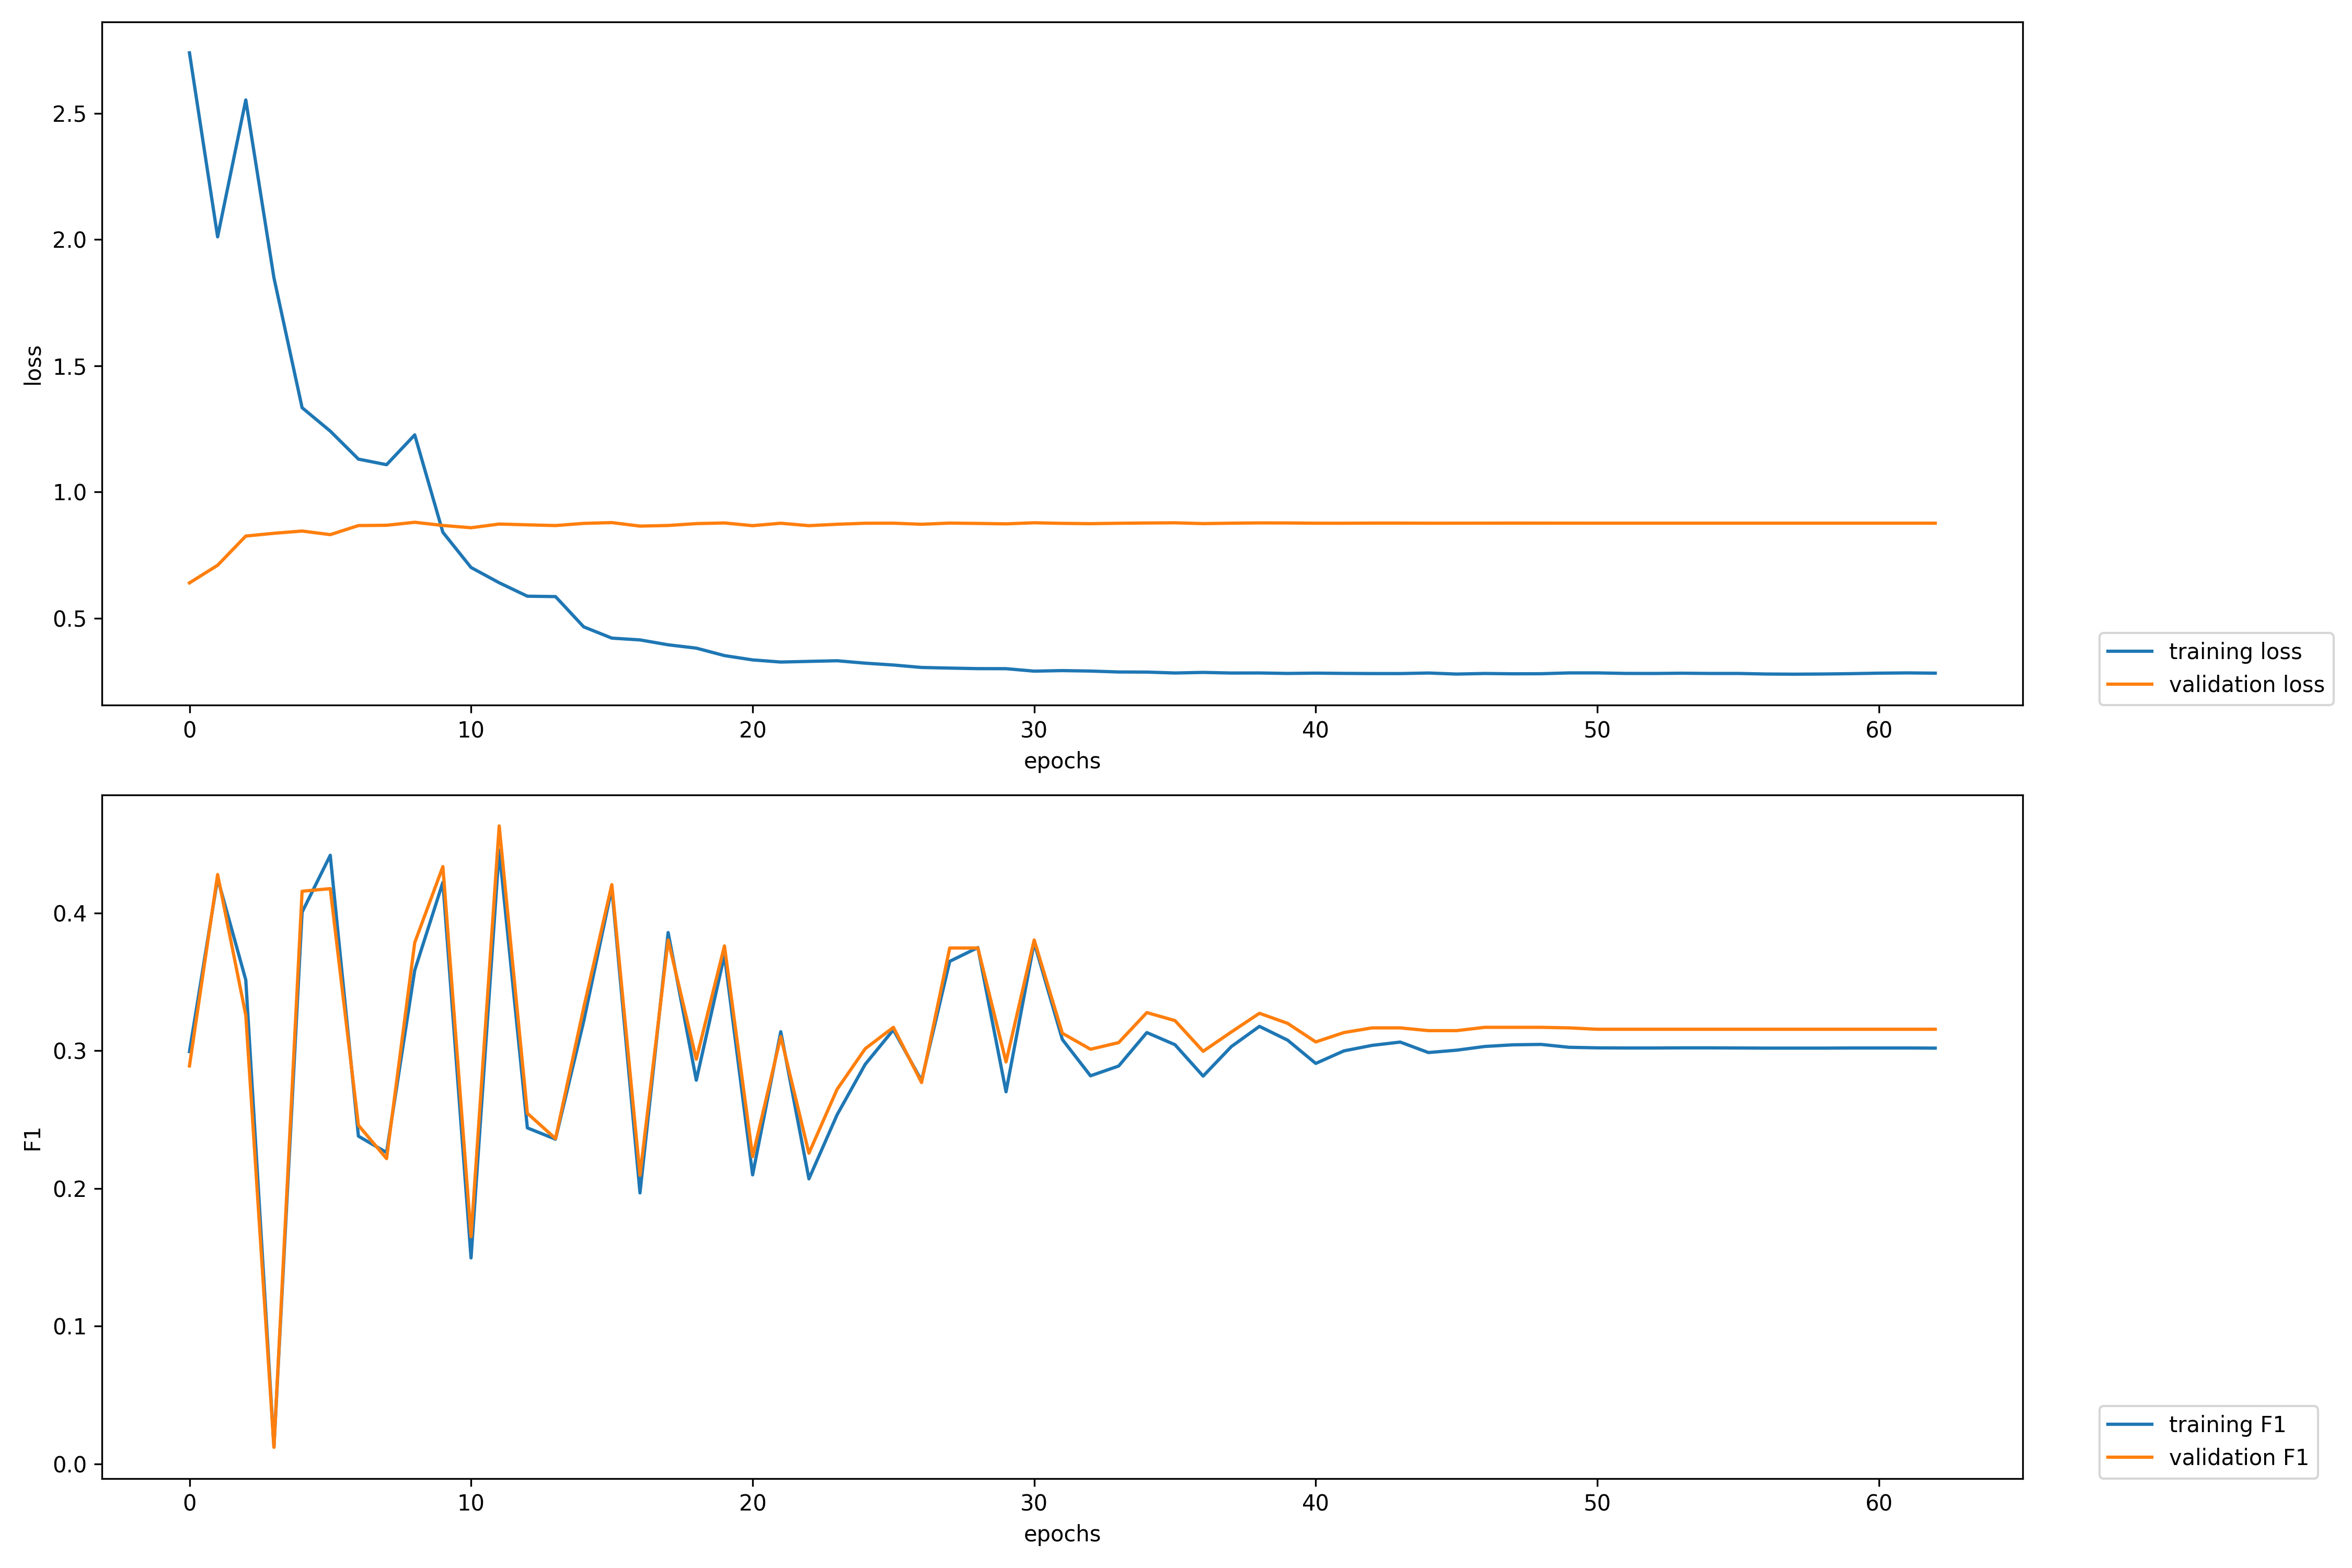 2.5
2.0
1.5
1.0
0.5
loss
0 10 20 30 40 50 60
epochs
training loss
validation loss
0.4
0.3
0.2
0.1
0.0
F1
0 10 20 30 40 50 60
epochs
training F1
validation F1